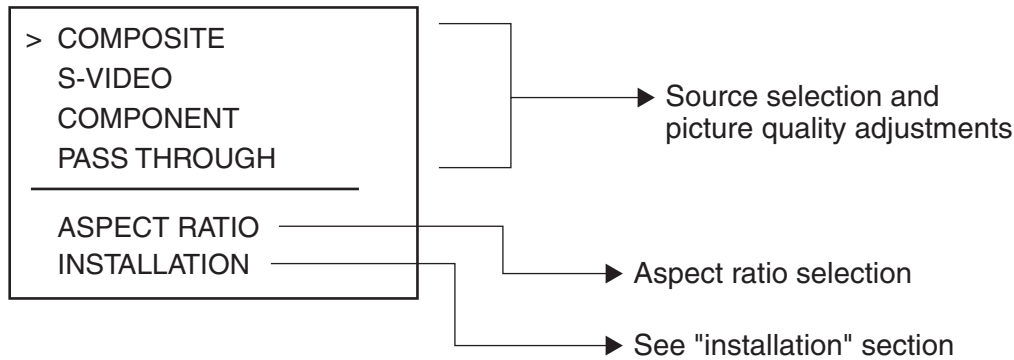 > COMPOSITE
S-VIDEO
COMPONENT
PASS THROUGH
Source selection and
picture quality adjustments
ASPECT RATIO
INSTALLATION
Aspect ratio selection
See "installation" section